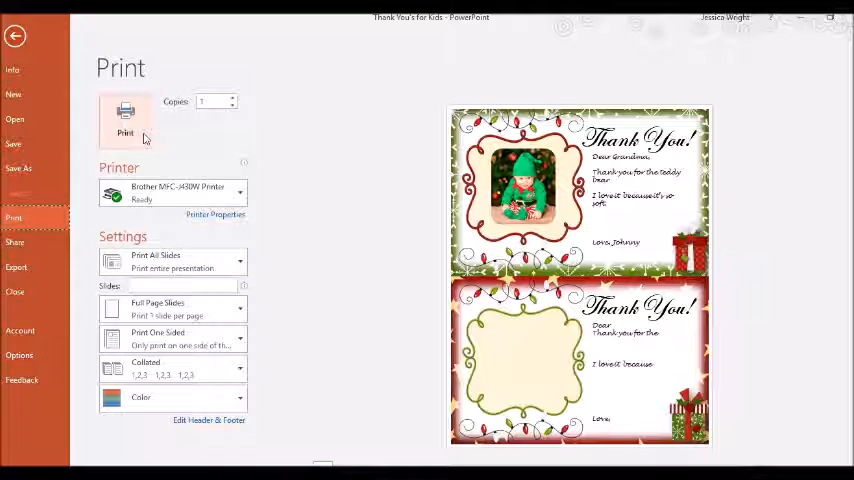 Thank You's for Kids - PowerPoint
Jessica Wright
?
Info
New
Open
Save
Save As
Print
Share
Export
Close
Account
Options
Feedback
Print
Print
Copies: 1
Printer
Brother MFC-J430W Printer
Ready
Printer Properties
Settings
Print All Slides
Print entire presentation
Slides:
Full Page Slides
Print 1 slide per page
Print One Sided
Only print on one side of th...
Collated
1,2,3 1,2,3 1,2,3
Color
Edit Header & Footer
Thank You!
Dear Grandma,
Thank you for the teddy
bear
I love it because it's so
soft.
Love, Johnny
Thank You!
Dear
Thank you for the
I love it because
Love,